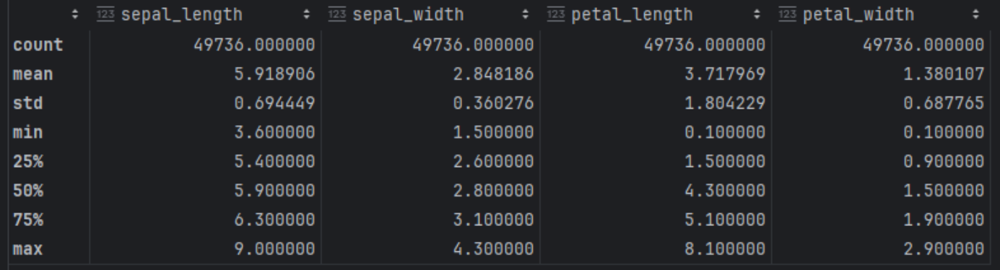 123 sepal_length 123 sepal_width 123 petal_length 123 petal_width
count 49736.000000 49736.000000 49736.000000 49736.000000
mean 5.918906 2.848186 3.717969 1.380107
std 0.694449 0.360276 1.804229 0.687765
min 3.600000 1.500000 0.100000 0.100000
25% 5.400000 2.600000 1.500000 0.900000
50% 5.900000 2.800000 4.300000 1.500000
75% 6.300000 3.100000 5.100000 1.900000
max 9.000000 4.300000 8.100000 2.900000